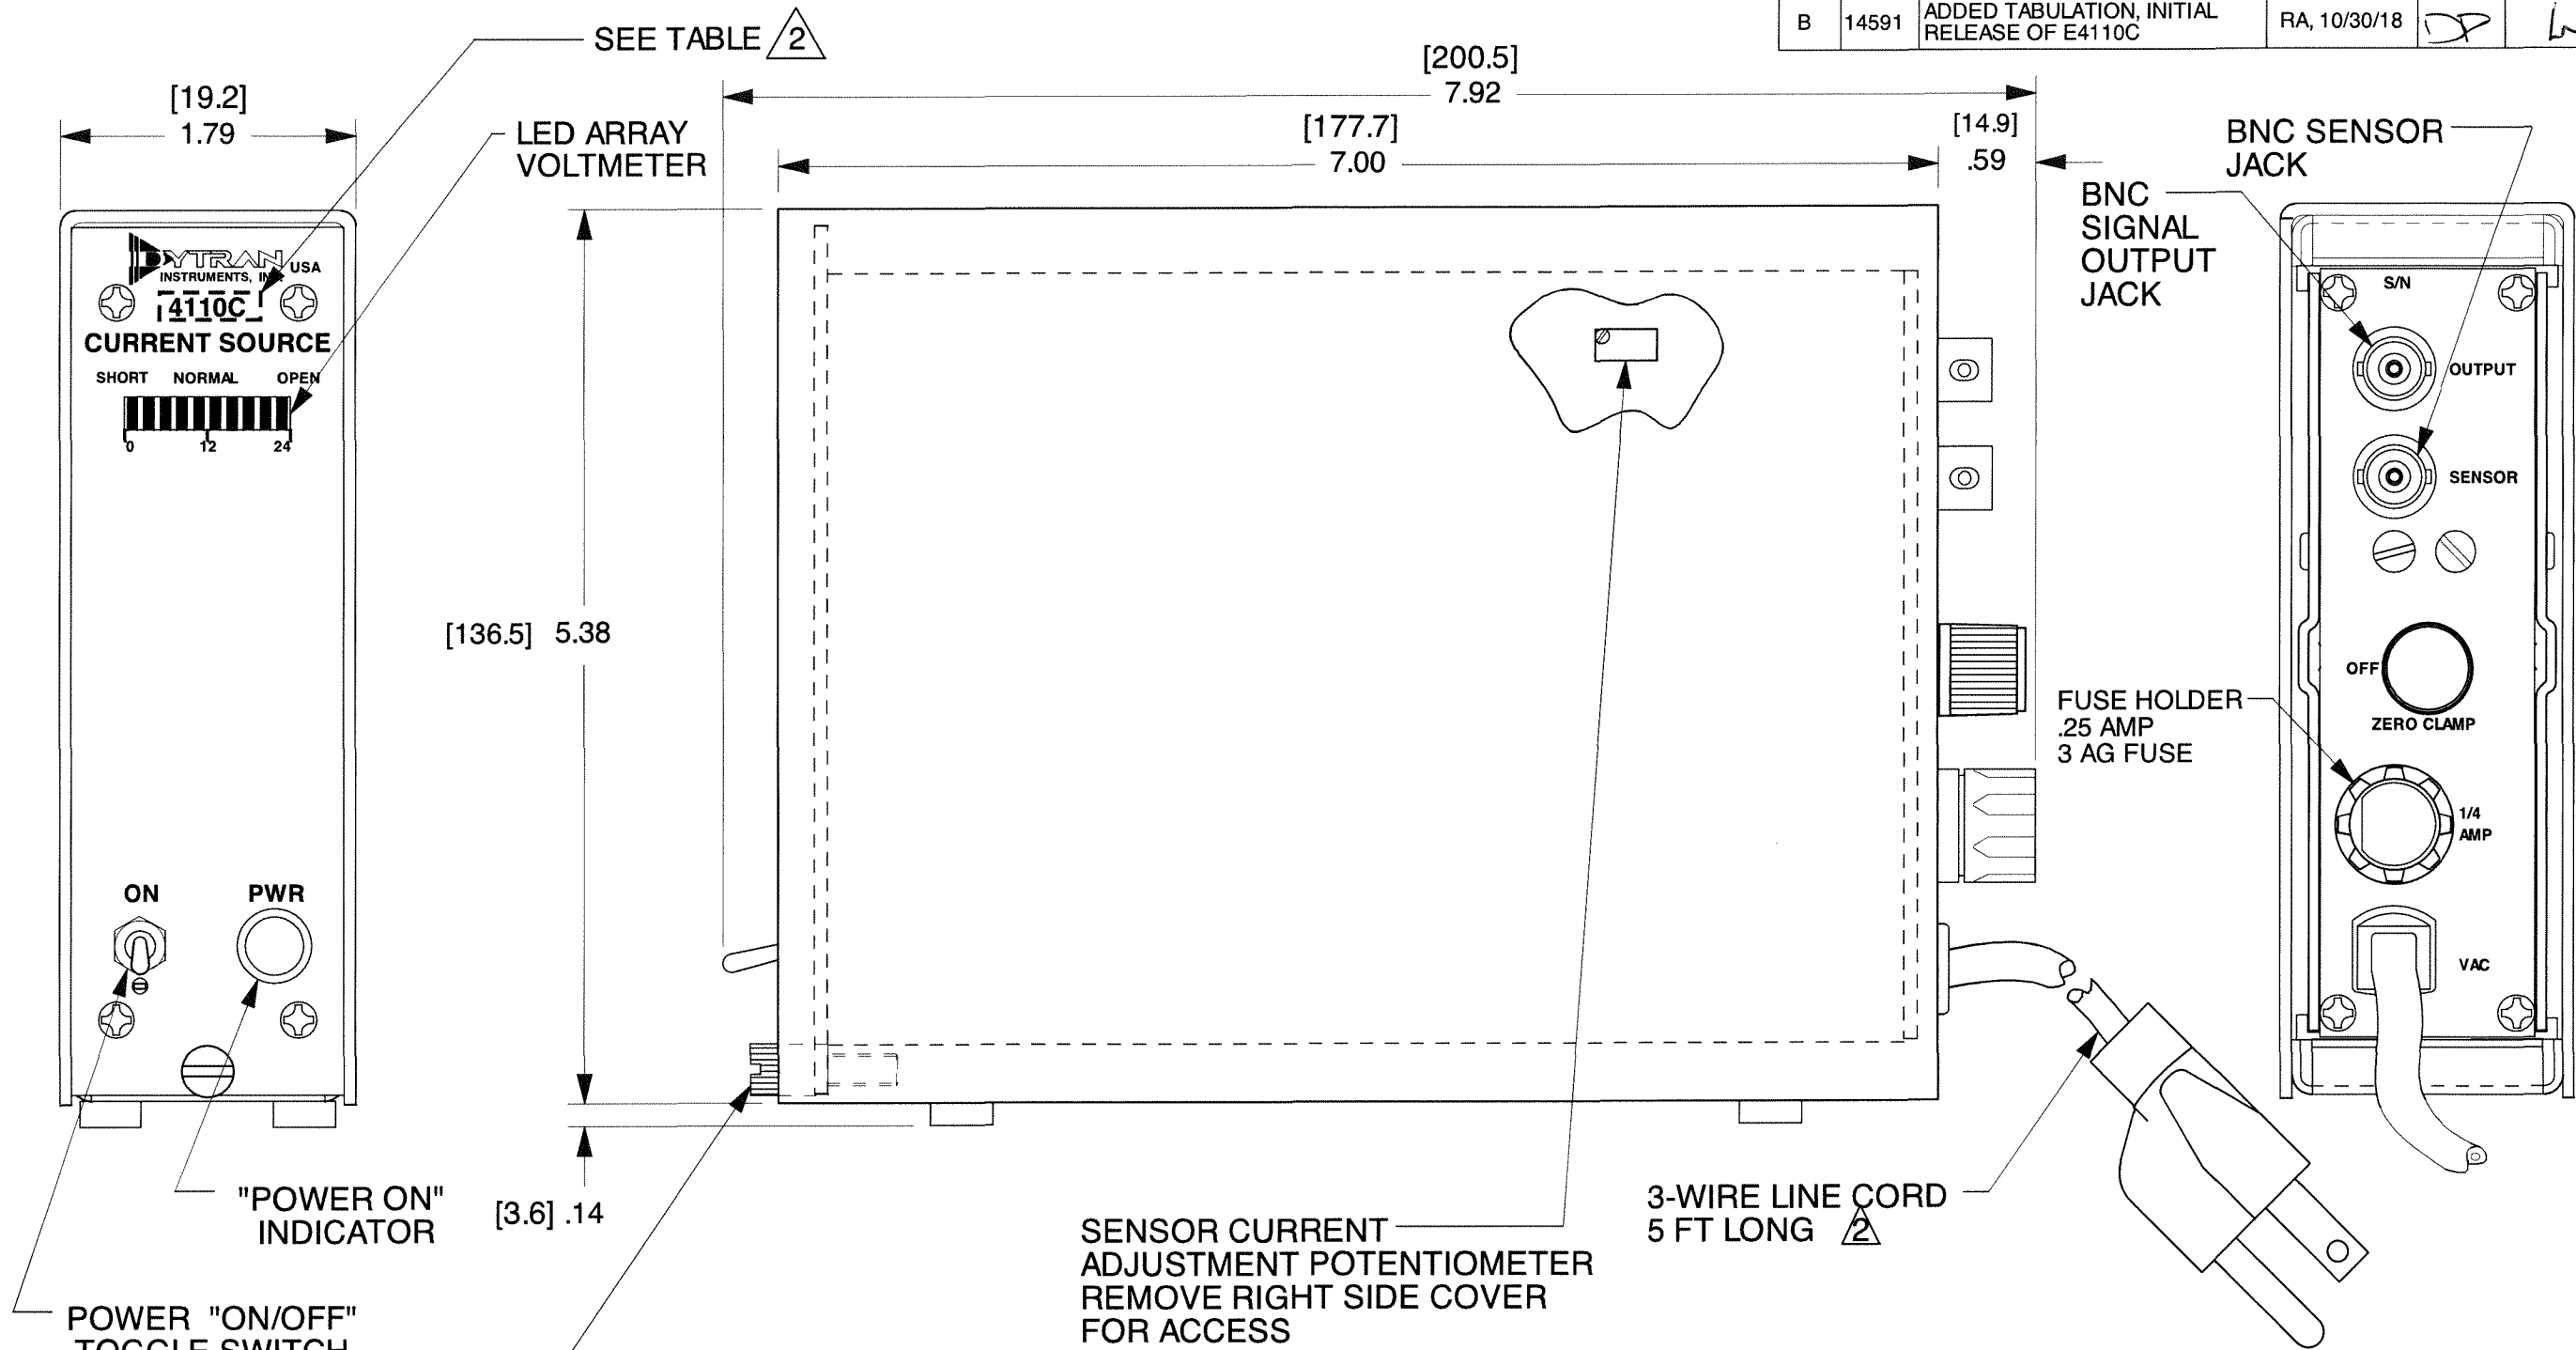 B 14591 ADDED TABULATION, INITIAL RELEASE OF E4110C RA, 10/30/18
SEE TABLE 2
[19.2]
1.79
LED ARRAY
VOLTMETER
[200.5]
7.92
[177.7]
7.00
[14.9]
.59
BNC SENSOR
JACK
BNC
SIGNAL
OUTPUT
JACK
DYTRAN
INSTRUMENTS, INC.
USA
4110C
CURRENT SOURCE
SHORT NORMAL OPEN
0 12 24
[136.5] 5.38
ON PWR
[3.6] .14
"POWER ON"
INDICATOR
POWER "ON/OFF"
TOGGLE SWITCH
SENSOR CURRENT
ADJUSTMENT POTENTIOMETER
REMOVE RIGHT SIDE COVER
FOR ACCESS
3-WIRE LINE CORD
5 FT LONG 2
FUSE HOLDER
.25 AMP
3 AG FUSE
S/N
OUTPUT
SENSOR
OFF
ZERO CLAMP
1/4
AMP
VAC